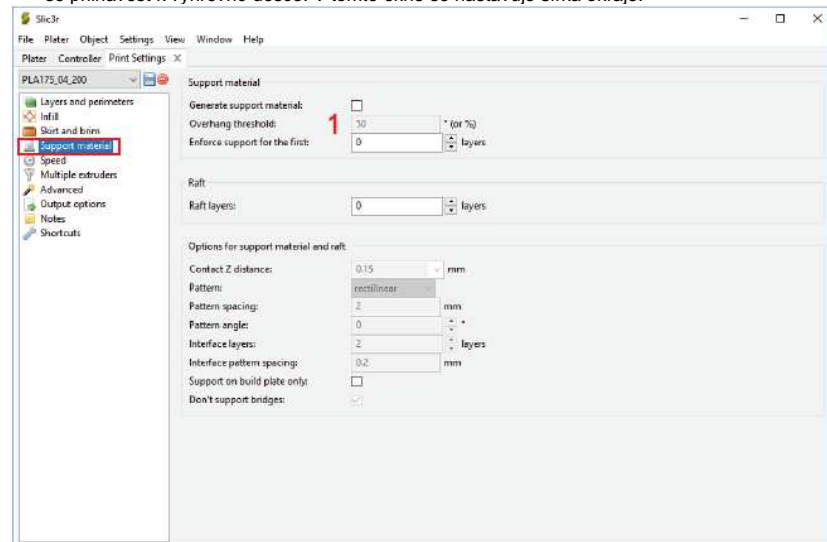 Slic3r
File Plater Object Settings View Window Help
Plater Controller Print Settings
PLA175_04_200
Layers and perimeters
Infill
Skirt and brim
Support material
Speed
Multiple extruders
Advanced
Output options
Notes
Shortcuts
Support material
Generate support material:
Overhang threshold: 1 30 ° (or %)
Enforce support for the first: 0 layers
Raft
Raft layers: 0 layers
Options for support material and raft
Contact Z distance: 0.15 mm
Pattern: rectilinear
Pattern spacing: 2 mm
Pattern angle: 0 °
Interface layers: 2 layers
Interface pattern spacing: 0.2 mm
Support on build plate only:
Don't support bridges: